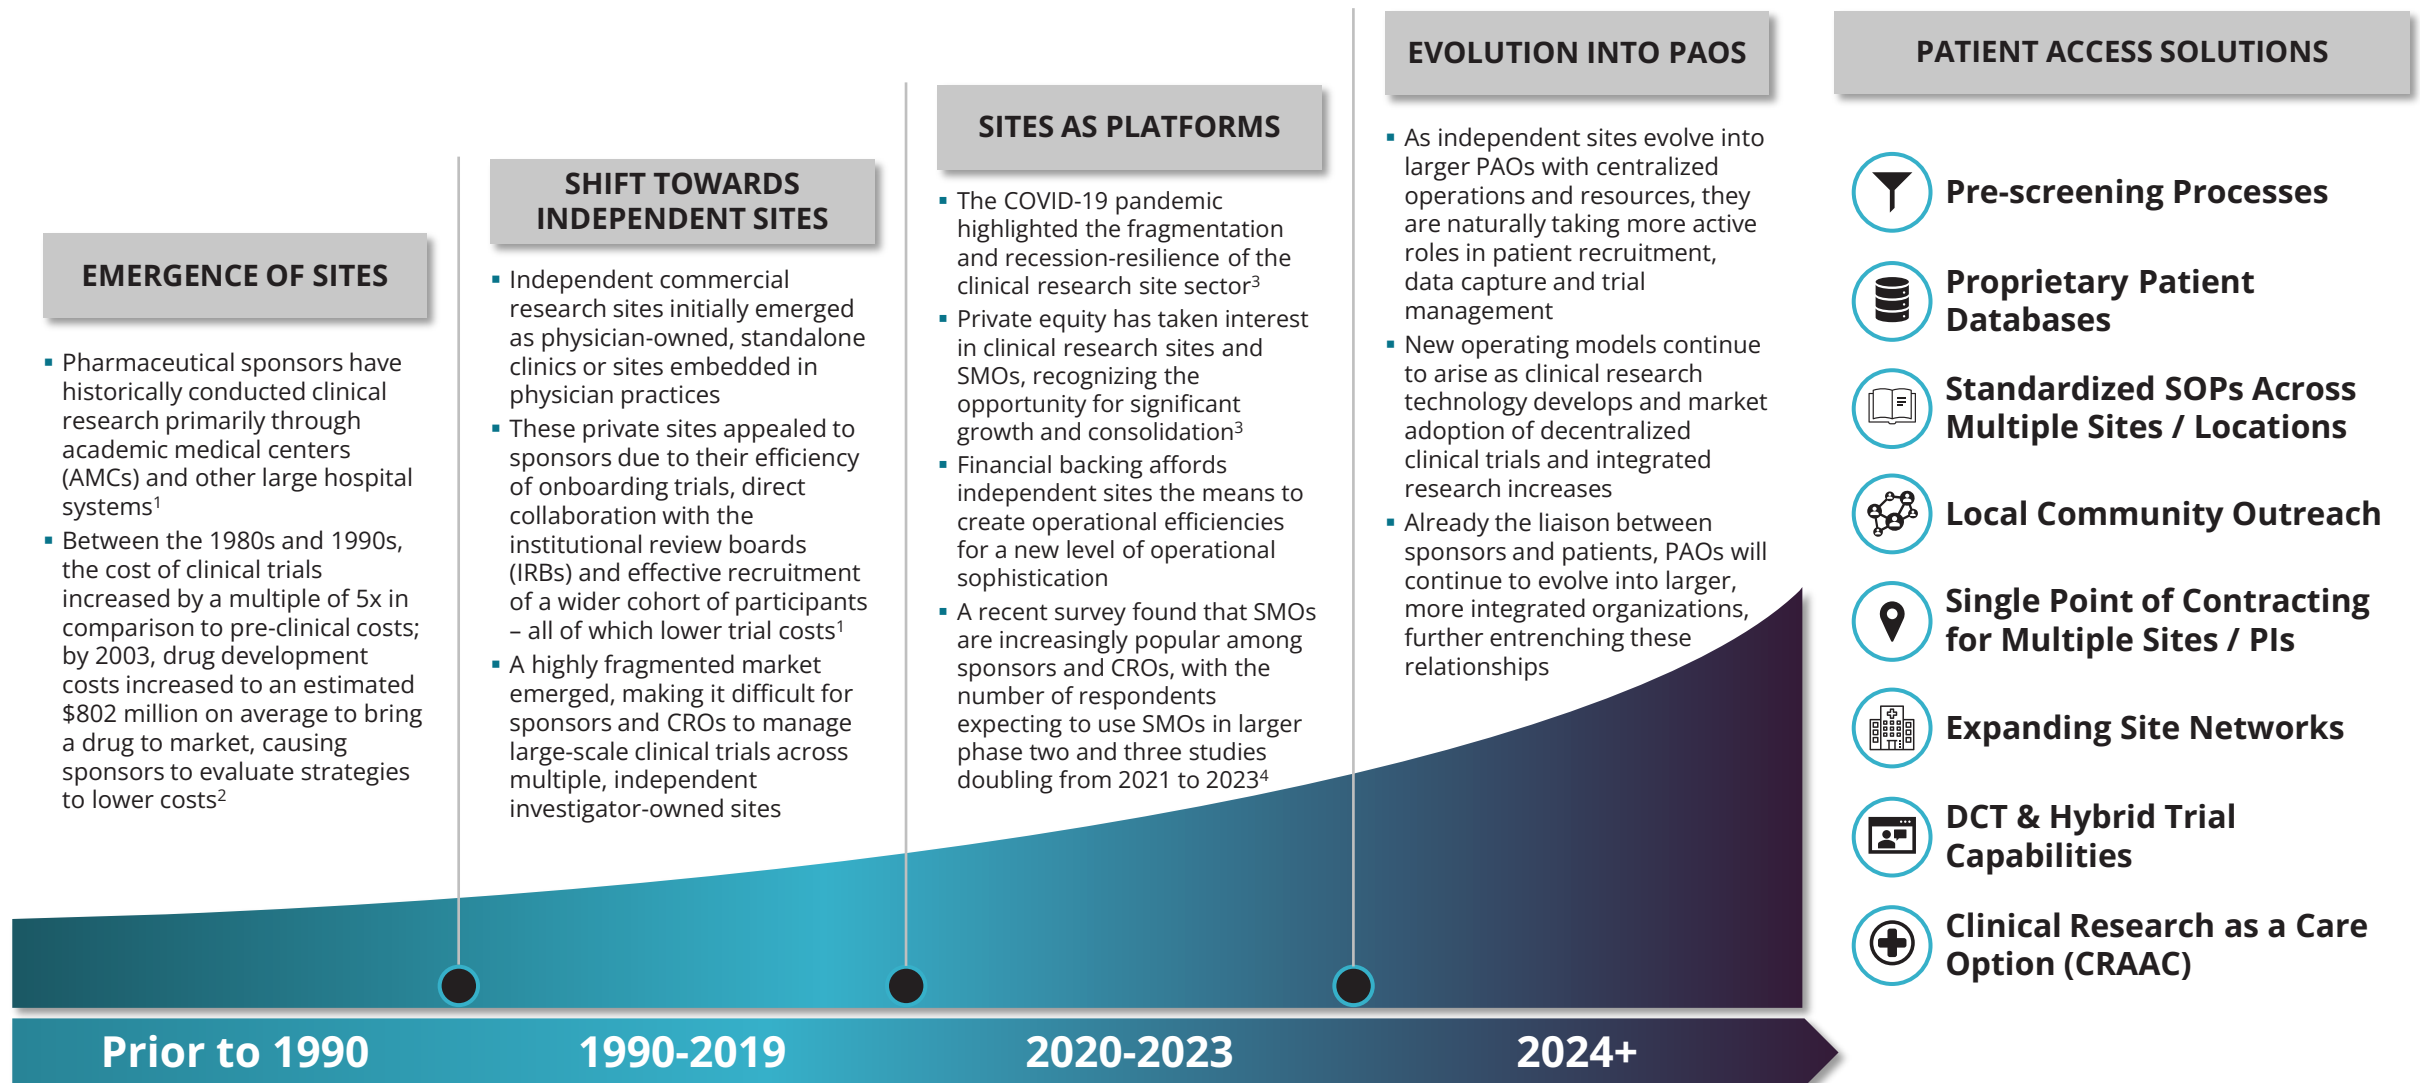 EMERGENCE OF SITES
▪ Pharmaceutical sponsors have
historically conducted clinical
research primarily through
academic medical centers
(AMCs) and other large hospital
systems¹
▪ Between the 1980s and 1990s,
the cost of clinical trials
increased by a multiple of 5x in
comparison to pre-clinical costs;
by 2003, drug development
costs increased to an estimated
$802 million on average to bring
a drug to market, causing
sponsors to evaluate strategies
to lower costs²
SHIFT TOWARDS
INDEPENDENT SITES
▪ Independent commercial
research sites initially emerged
as physician-owned, standalone
clinics or sites embedded in
physician practices
▪ These private sites appealed to
sponsors due to their efficiency
of onboarding trials, direct
collaboration with the
institutional review boards
(IRBs) and effective recruitment
of a wider cohort of participants
– all of which lower trial costs¹
▪ A highly fragmented market
emerged, making it difficult for
sponsors and CROs to manage
large-scale clinical trials across
multiple, independent
investigator-owned sites
SITES AS PLATFORMS
▪ The COVID-19 pandemic
highlighted the fragmentation
and recession-resilience of the
clinical research site sector³
▪ Private equity has taken interest
in clinical research sites and
SMOs, recognizing the
opportunity for significant
growth and consolidation³
▪ Financial backing affords
independent sites the means to
create operational efficiencies
for a new level of operational
sophistication
▪ A recent survey found that SMOs
are increasingly popular among
sponsors and CROs, with the
number of respondents
expecting to use SMOs in larger
phase two and three studies
doubling from 2021 to 2023⁴
EVOLUTION INTO PAOS
▪ As independent sites evolve into
larger PAOs with centralized
operations and resources, they
are naturally taking more active
roles in patient recruitment,
data capture and trial
management
▪ New operating models continue
to arise as clinical research
technology develops and market
adoption of decentralized
clinical trials and integrated
research increases
▪ Already the liaison between
sponsors and patients, PAOs will
continue to evolve into larger,
more integrated organizations,
further entrenching these
relationships
PATIENT ACCESS SOLUTIONS
Pre-screening Processes
Proprietary Patient
Databases
Standardized SOPs Across
Multiple Sites / Locations
Local Community Outreach
Single Point of Contracting
for Multiple Sites / PIs
Expanding Site Networks
DCT & Hybrid Trial
Capabilities
Clinical Research as a Care
Option (CRAAC)
Prior to 1990
1990-2019
2020-2023
2024+